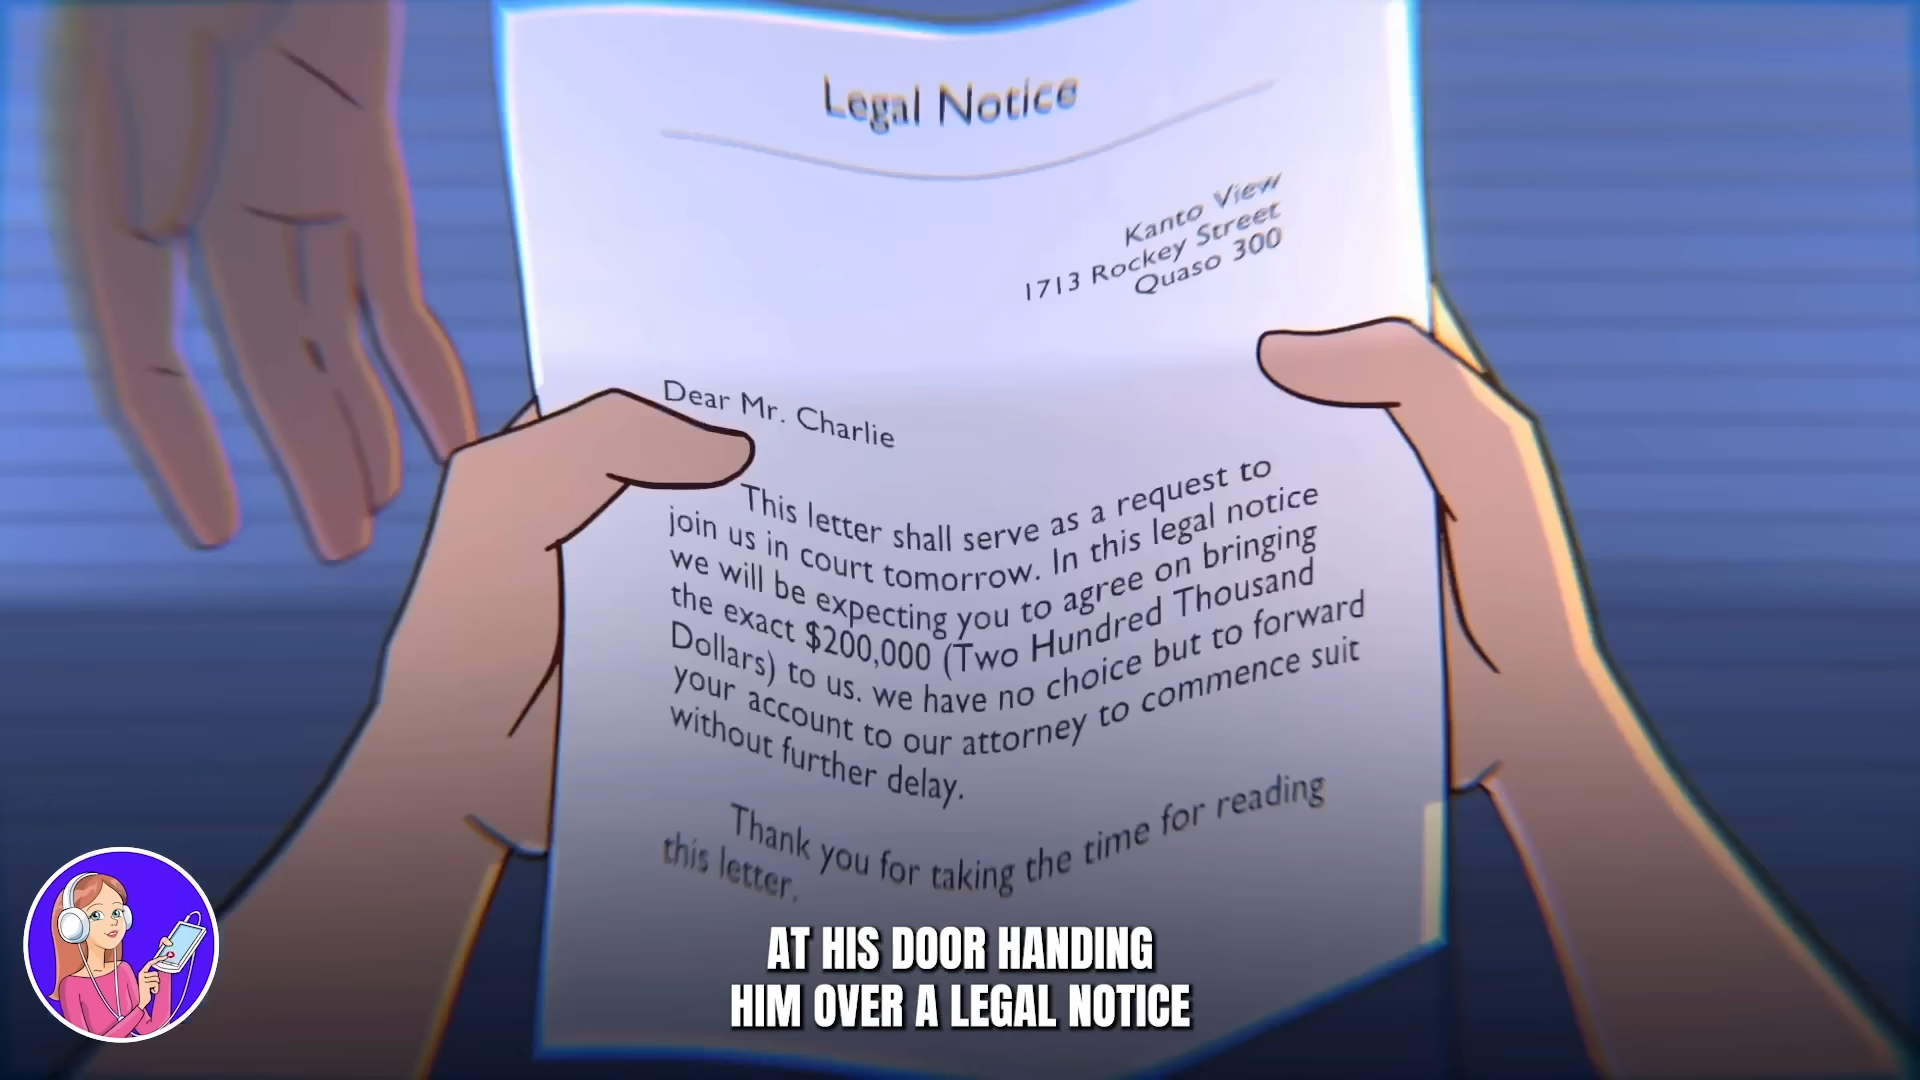 Legal Notice
Kanto View
1713 Rockey Street
Quaso 300
Dear Mr. Charlie
This letter shall serve as a request to
join us in court tomorrow. In this legal notice
we will be expecting you to agree on bringing
the exact $200,000 (Two Hundred Thousand
Dollars) to us. we have no choice but to forward
your account to our attorney to commence suit
without further delay.
Thank you for taking the time for reading
this letter.
AT HIS DOOR HANDING
HIM OVER A LEGAL NOTICE